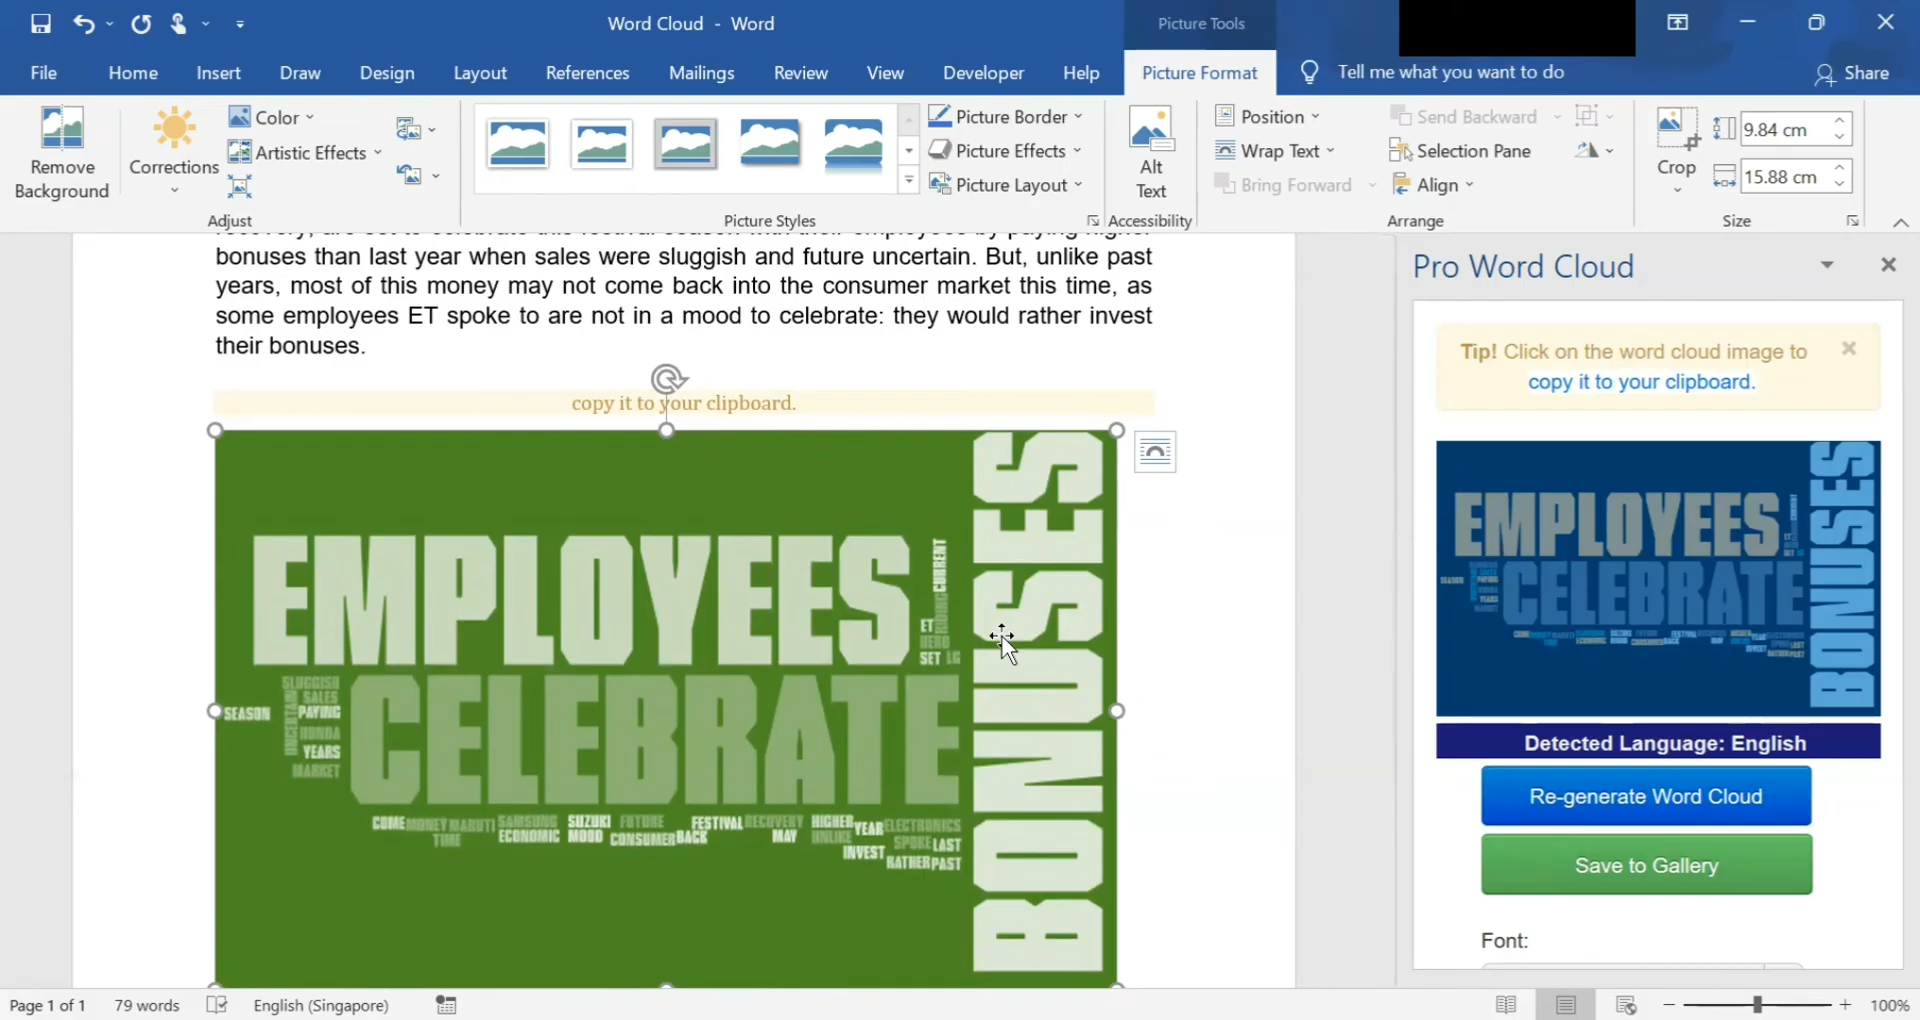 Word Cloud - Word
Picture Tools
File Home Insert Draw Design Layout References Mailings Review View Developer Help Picture Format Tell me what you want to do Share
Remove Background
Corrections
Color
Artistic Effects
Adjust
Picture Styles
Picture Border
Picture Effects
Picture Layout
Alt Text
Accessibility
Position
Wrap Text
Bring Forward
Send Backward
Selection Pane
Align
Arrange
Crop
9.84 cm
15.88 cm
Size
bonuses than last year when sales were sluggish and future uncertain. But, unlike past
years, most of this money may not come back into the consumer market this time, as
some employees ET spoke to are not in a mood to celebrate: they would rather invest
their bonuses.
copy it to your clipboard.
EMPLOYEES
CELEBRATE
BONUSES
CURRENT
RIDING
ET
HERO
SET LG
SEASON
UNCERTAIN
SLUGGISH
SALES
PAYING
HONDA
YEARS
MARKET
COME MONEY MARUTI SAMSUNG SUZUKI FUTURE FESTIVAL RECOVERY HIGHER YEAR ELECTRONICS
TIME ECONOMIC MOOD CONSUMER BACK MAY UNLIKE SPOKE LAST
INVEST RATHER PAST
Pro Word Cloud
Tip! Click on the word cloud image to
copy it to your clipboard.
EMPLOYEES
CELEBRATE
BONUSES
Detected Language: English
Re-generate Word Cloud
Save to Gallery
Font:
Page 1 of 1 79 words English (Singapore) 100%